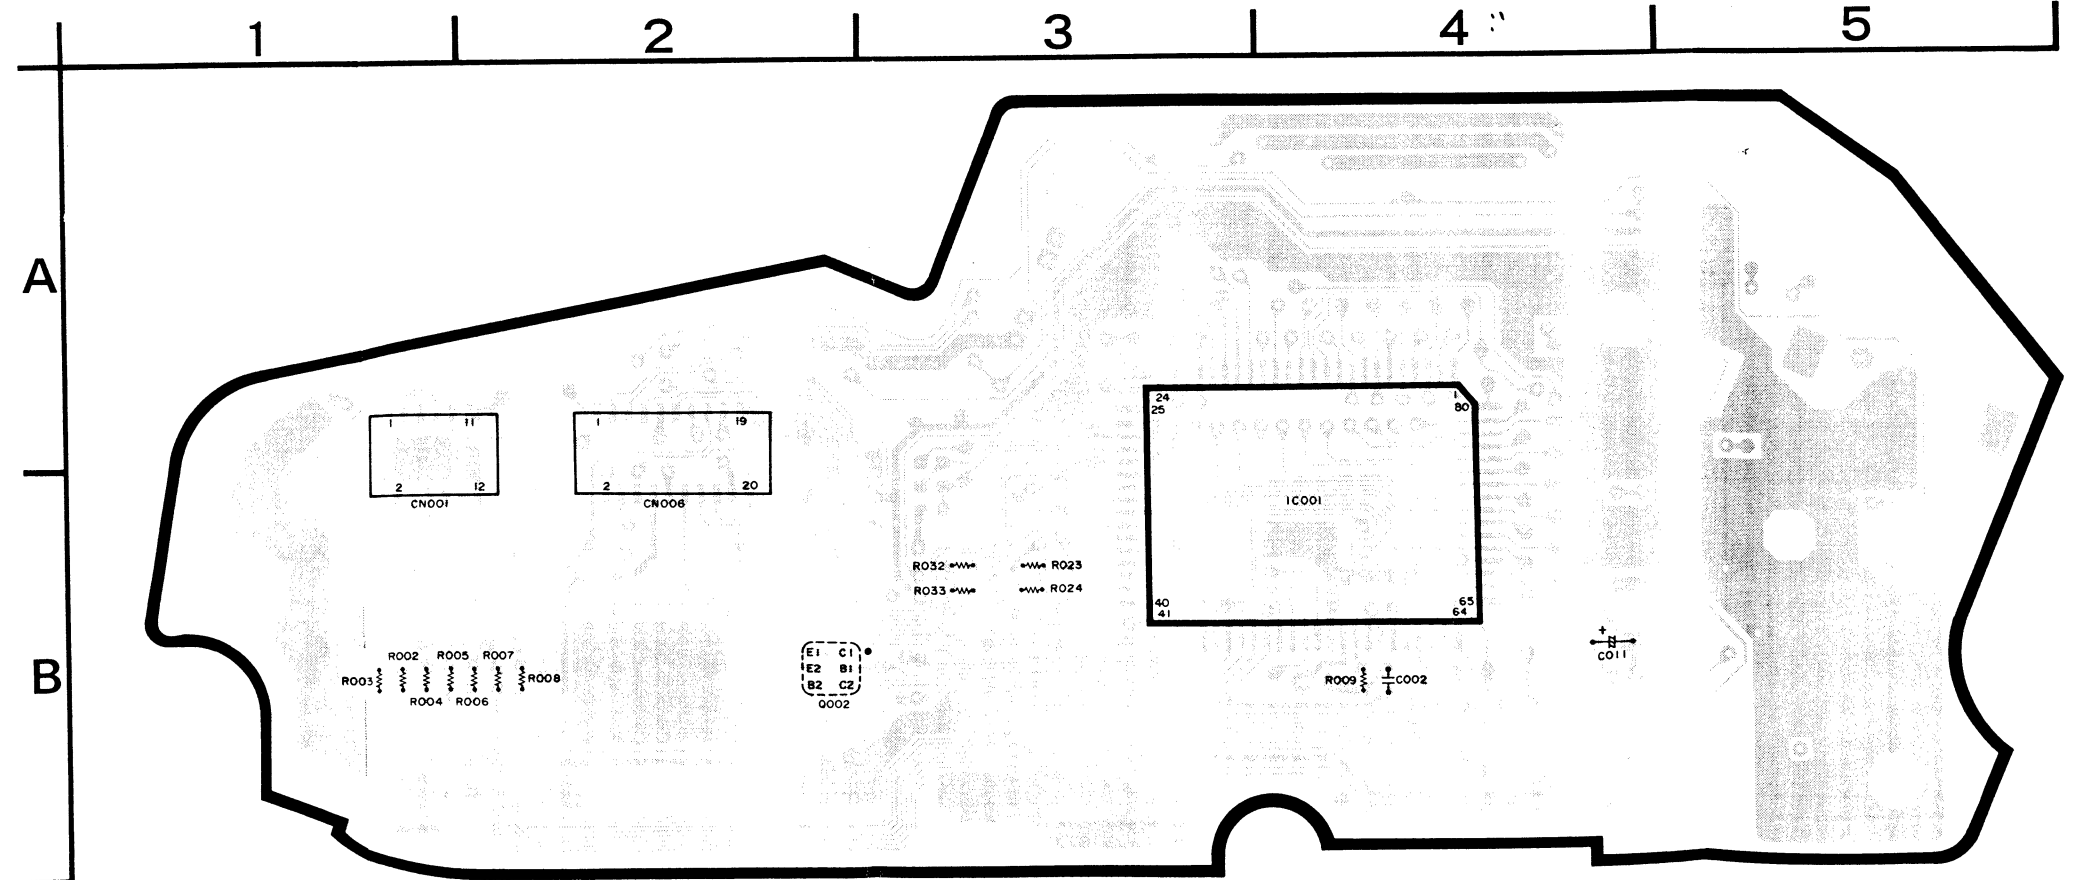 1 2 3 4 5
A
24 1
25 80
1 11 1 19
2 12 2 20
CN001 CN006
IC001
R032 R023
R033 R024
40 65
41 64
B
E1 C1
E2 B1
B2 C2
Q002
R002 R005 R007
R003 R008
R004 R006
R009 C002
+
C011